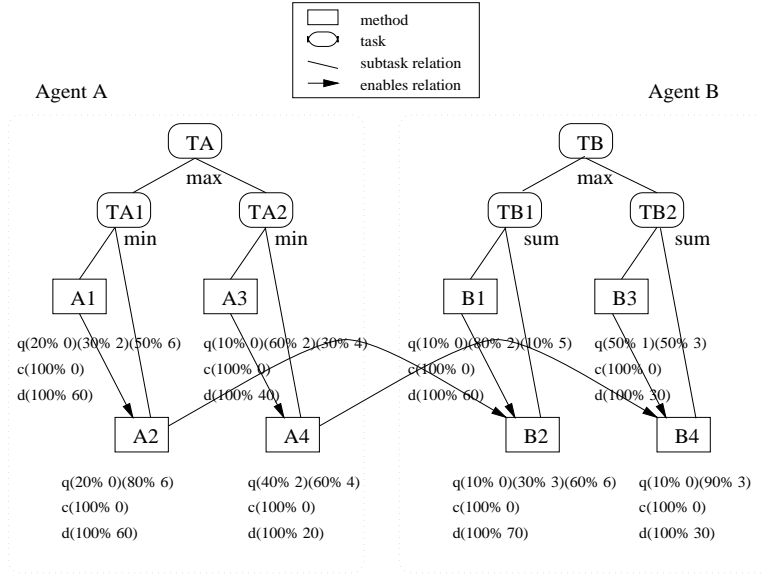 method
task
subtask relation
enables relation
Agent A
Agent B
TA
TB
max
max
TA1
TA2
TB1
TB2
min
min
sum
sum
A1
A3
B1
B3
q(20% 0)(30% 2)(50% 6)
q(10% 0)(60% 2)(30% 4)
q(10% 0)(80% 2)(10% 5)
q(50% 1)(50% 3)
c(100% 0)
c(100% 0)
c(100% 0)
c(100% 0)
d(100% 60)
d(100% 40)
d(100% 60)
d(100% 30)
A2
A4
B2
B4
q(20% 0)(80% 6)
q(40% 2)(60% 4)
q(10% 0)(30% 3)(60% 6)
q(10% 0)(90% 3)
c(100% 0)
c(100% 0)
c(100% 0)
c(100% 0)
d(100% 60)
d(100% 20)
d(100% 70)
d(100% 30)